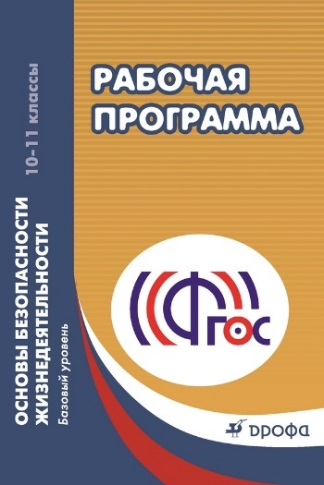 РАБОЧАЯ
ПРОГРАММА
ОСНОВЫ БЕЗОПАСНОСТИ
ЖИЗНЕДЕЯТЕЛЬНОСТИ
Базовый уровень
10–11 классы
ФГОС
ДРОФА